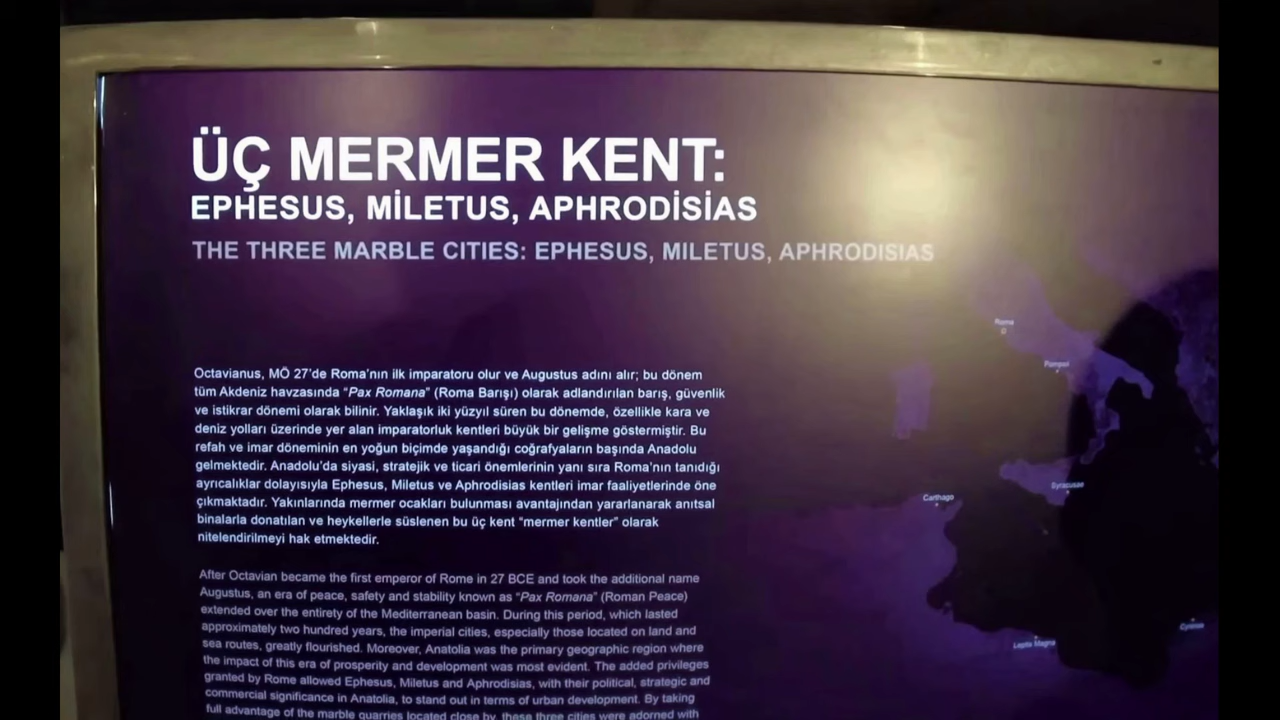 ÜÇ MERMER KENT:
EPHESUS, MİLETUS, APHRODİSİAS
THE THREE MARBLE CITIES: EPHESUS, MILETUS, APHRODISIAS
Octavianus, MÖ 27’de Roma’nın ilk imparatoru olur ve Augustus adını alır; bu dönem
tüm Akdeniz havzasında “Pax Romana” (Roma Barışı) olarak adlandırılan barış, güvenlik
ve istikrar dönemi olarak bilinir. Yaklaşık iki yüzyıl süren bu dönemde, özellikle kara ve
deniz yolları üzerinde yer alan imparatorluk kentleri büyük bir gelişme göstermiştir. Bu
refah ve imar döneminin en yoğun biçimde yaşandığı coğrafyaların başında Anadolu
gelmektedir. Anadolu’da siyasi, stratejik ve ticari önemlerinin yanı sıra Roma’nın tanıdığı
ayrıcalıklar dolayısıyla Ephesus, Miletus ve Aphrodisias kentleri imar faaliyetlerinde öne
çıkmaktadır. Yakınlarında mermer ocakları bulunması avantajından yararlanarak anıtsal
binalarla donatılan ve heykellerle süslenen bu üç kent “mermer kentler” olarak
nitelendirilmeyi hak etmektedir.
After Octavian became the first emperor of Rome in 27 BCE and took the additional name
Augustus, an era of peace, safety and stability known as “Pax Romana” (Roman Peace)
extended over the entirety of the Mediterranean basin. During this period, which lasted
approximately two hundred years, the imperial cities, especially those located on land and
sea routes, greatly flourished. Moreover, Anatolia was the primary geographic region where
the impact of this era of prosperity and development was most evident. The added privileges
granted by Rome allowed Ephesus, Miletus and Aphrodisias, with their political, strategic and
commercial significance in Anatolia, to stand out in terms of urban development. By taking
full advantage of the marble quarries located close by, these three cities were adorned with
Roma
Pompei
Syracusae
Carthago
Leptis Magna